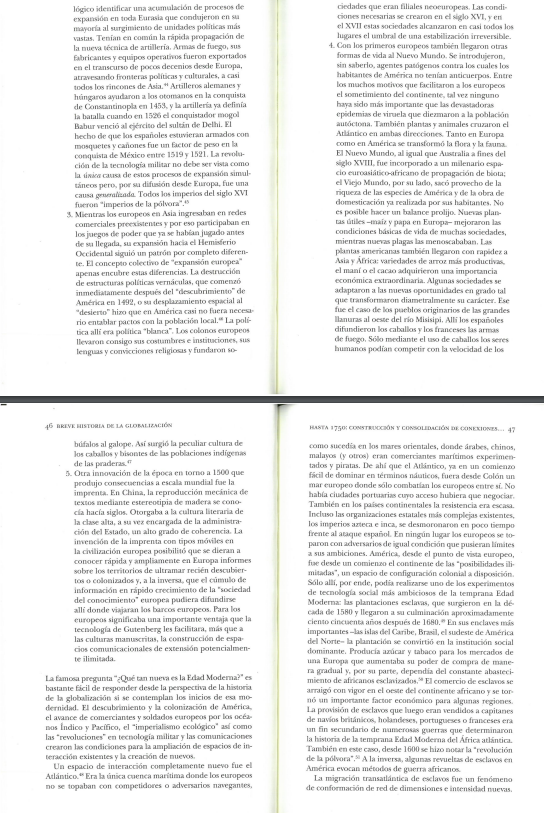 lógico identificar una acumulación de procesos de
expansión en toda Eurasia que condujeron en su
mayoría al surgimiento de unidades políticas más
vastas. Tenían en común la rápida propagación de
la nueva técnica de artillería. Armas de fuego, sus
fabricantes y equipos operativos fueron exportados
en el transcurso de pocos decenios desde Europa,
atravesando fronteras políticas y culturales, a casi
todos los rincones de Asia.⁴⁴ Artilleros alemanes y
húngaros ayudaron a los otomanos en la conquista
de Constantinopla en 1453, y la artillería ya definía
la batalla cuando en 1526 el conquistador mogol
Babur venció al ejército del sultán de Delhi. El
hecho de que los españoles estuvieran armados con
mosquetes y cañones fue un factor de peso en la
conquista de México entre 1519 y 1521. La revolu-
ción de la tecnología militar no debe ser vista como
la única causa de estos procesos de expansión simul-
táneos pero, por su difusión desde Europa, fue una
causa generalizada. Todos los imperios del siglo XVI
fueron “imperios de la pólvora”.⁴⁵
3. Mientras los europeos en Asia ingresaban en redes
comerciales preexistentes y por eso participaban en
los juegos de poder que ya se habían jugado antes
de su llegada, su expansión hacia el Hemisferio
Occidental siguió un patrón por completo diferen-
te. El concepto colectivo de “expansión europea”
apenas encubre estas diferencias. La destrucción
de estructuras políticas vernáculas, que comenzó
inmediatamente después del “descubrimiento” de
América en 1492, o su desplazamiento espacial al
“desierto” hizo que en América casi no fuera necesa-
rio entablar pactos con la población local.⁴⁶ La polí-
tica allí era política “blanca”. Los colonos europeos
llevaron consigo sus costumbres e instituciones, sus
lenguas y convicciones religiosas y fundaron so-
ciedades que eran filiales neoeuropeas. Las condi-
ciones necesarias se crearon en el siglo XVI, y en
el XVII estas sociedades alcanzaron en casi todos los
lugares el umbral de una estabilización irreversible.
4. Con los primeros europeos también llegaron otras
formas de vida al Nuevo Mundo. Se introdujeron,
sin saberlo, agentes patógenos contra los cuales los
habitantes de América no tenían anticuerpos. Entre
los muchos motivos que facilitaron a los europeos
el sometimiento del continente, tal vez ninguno
haya sido más importante que las devastadoras
epidemias de viruela que diezmaron a la población
autóctona. También plantas y animales cruzaron el
Atlántico en ambas direcciones. Tanto en Europa
como en América se transformó la flora y la fauna.
El Nuevo Mundo, al igual que Australia a fines del
siglo XVIII, fue incorporado a un milenario espa-
cio euroasiático-africano de propagación de biota;
el Viejo Mundo, por su lado, sacó provecho de la
riqueza de las especies de América y de la obra de
domesticación ya realizada por sus habitantes. No
es posible hacer un balance prolijo. Nuevas plan-
tas útiles –maíz y papa en Europa– mejoraron las
condiciones básicas de vida de muchas sociedades,
mientras nuevas plagas las menoscababan. Las
plantas americanas también llegaron con rapidez a
Asia y África: variedades de arroz más productivas,
el maní o el cacao adquirieron una importancia
económica extraordinaria. Algunas sociedades se
adaptaron a las nuevas oportunidades en grado tal
que transformaron diametralmente su carácter. Ese
fue el caso de los pueblos originarios de las grandes
llanuras al oeste del río Misisipi. Allí los españoles
difundieron los caballos y los franceses las armas
de fuego. Sólo mediante el uso de caballos los seres
humanos podían competir con la velocidad de los
46 BREVE HISTORIA DE LA GLOBALIZACIÓN
búfalos al galope. Así surgió la peculiar cultura de
los caballos y bisontes de las poblaciones indígenas
de las praderas.⁴⁷
5. Otra innovación de la época en torno a 1500 que
produjo consecuencias a escala mundial fue la
imprenta. En China, la reproducción mecánica de
textos mediante estereotipia de madera se cono-
cía hacía siglos. Otorgaba a la cultura literaria de
la clase alta, a su vez encargada de la administra-
ción del Estado, un alto grado de coherencia. La
invención de la imprenta con tipos móviles en
la civilización europea posibilitó que se dieran a
conocer rápida y ampliamente en Europa informes
sobre los territorios de ultramar recién descubier-
tos o colonizados y, a la inversa, que el cúmulo de
información en rápido crecimiento de la “sociedad
del conocimiento” europea pudiera difundirse
allí donde viajaran los barcos europeos. Para los
europeos significaba una importante ventaja que la
tecnología de Gutenberg les facilitara, más que a
las culturas manuscritas, la construcción de espa-
cios comunicacionales de extensión potencialmen-
te ilimitada.
La famosa pregunta “¿Qué tan nueva es la Edad Moderna?” es
bastante fácil de responder desde la perspectiva de la historia
de la globalización si se contemplan los inicios de esa mo-
dernidad. El descubrimiento y la colonización de América,
el avance de comerciantes y soldados europeos por los océa-
nos Índico y Pacífico, el “imperialismo ecológico” así como
las “revoluciones” en tecnología militar y las comunicaciones
crearon las condiciones para la ampliación de espacios de in-
teracción existentes y la creación de nuevos.
Un espacio de interacción completamente nuevo fue el
Atlántico.⁴⁸ Era la única cuenca marítima donde los europeos
no se topaban con competidores o adversarios navegantes,
HASTA 1750: CONSTRUCCIÓN Y CONSOLIDACIÓN DE CONEXIONES... 47
como sucedía en los mares orientales, donde árabes, chinos,
malayos (y otros) eran comerciantes marítimos experimen-
tados y piratas. De ahí que el Atlántico, ya en un comienzo
fácil de dominar en términos náuticos, fuera desde Colón un
mar europeo donde sólo combatían los europeos entre sí. No
había ciudades portuarias cuyo acceso hubiera que negociar.
También en los países continentales la resistencia era escasa.
Incluso las organizaciones estatales más complejas existentes,
los imperios azteca e inca, se desmoronaron en poco tiempo
frente al ataque español. En ningún lugar los europeos se to-
paron con adversarios de igual condición que pusieran límites
a sus ambiciones. América, desde el punto de vista europeo,
fue desde un comienzo el continente de las “posibilidades ili-
mitadas”, un espacio de configuración colonial a disposición.
Sólo allí, por ende, podía realizarse uno de los experimentos
de tecnología social más ambiciosos de la temprana Edad
Moderna: las plantaciones esclavas, que surgieron en la dé-
cada de 1580 y llegaron a su culminación aproximadamente
ciento cincuenta años después de 1680.⁴⁹ En sus enclaves más
importantes –las islas del Caribe, Brasil, el sudeste de América
del Norte– la plantación se convirtió en la institución social
dominante. Producía azúcar y tabaco para los mercados de
una Europa que aumentaba su poder de compra de mane-
ra gradual y, por su parte, dependía del constante abasteci-
miento de africanos esclavizados.⁵⁰ El comercio de esclavos se
arraigó con vigor en el oeste del continente africano y se tor-
nó un importante factor económico para algunas regiones.
La provisión de esclavos que luego eran vendidos a capitanes
de navíos británicos, holandeses, portugueses o franceses era
un fin secundario de numerosas guerras que determinaron
la historia de la temprana Edad Moderna del África atlántica.
También en este caso, desde 1600 se hizo notar la “revolución
de la pólvora”.⁵¹ A la inversa, algunas revueltas de esclavos en
América evocan métodos de guerra africanos.
La migración transatlántica de esclavos fue un fenómeno
de conformación de red de dimensiones e intensidad nuevas.